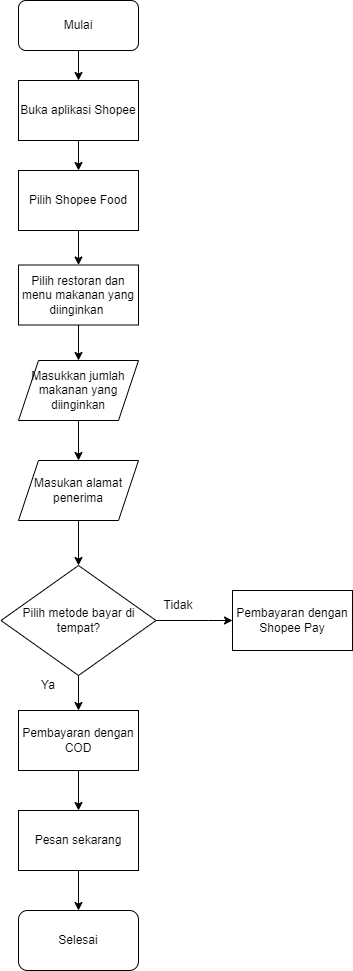 Mulai
Buka aplikasi Shopee
Pilih Shopee Food
Pilih restoran dan
menu makanan yang
diinginkan
Masukkan jumlah
makanan yang
diinginkan
Masukan alamat
penerima
Pilih metode bayar di
tempat?
Tidak
Pembayaran dengan
Shopee Pay
Ya
Pembayaran dengan
COD
Pesan sekarang
Selesai